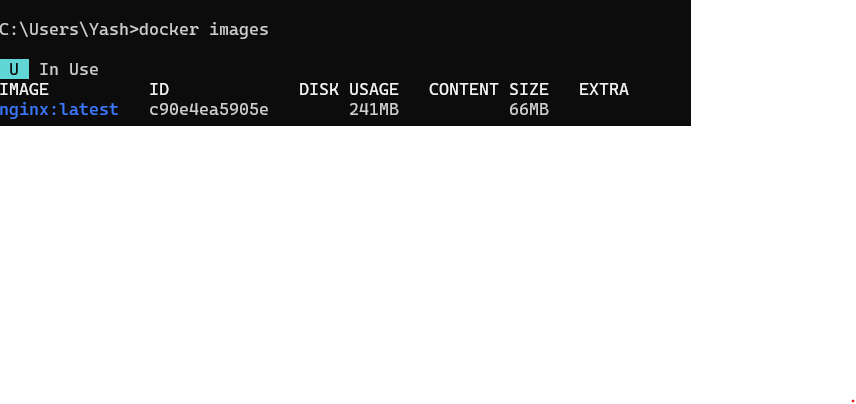 C:\Users\Yash>docker images
U In Use
IMAGE ID DISK USAGE CONTENT SIZE EXTRA
nginx:latest c90e4ea5905e 241MB 66MB